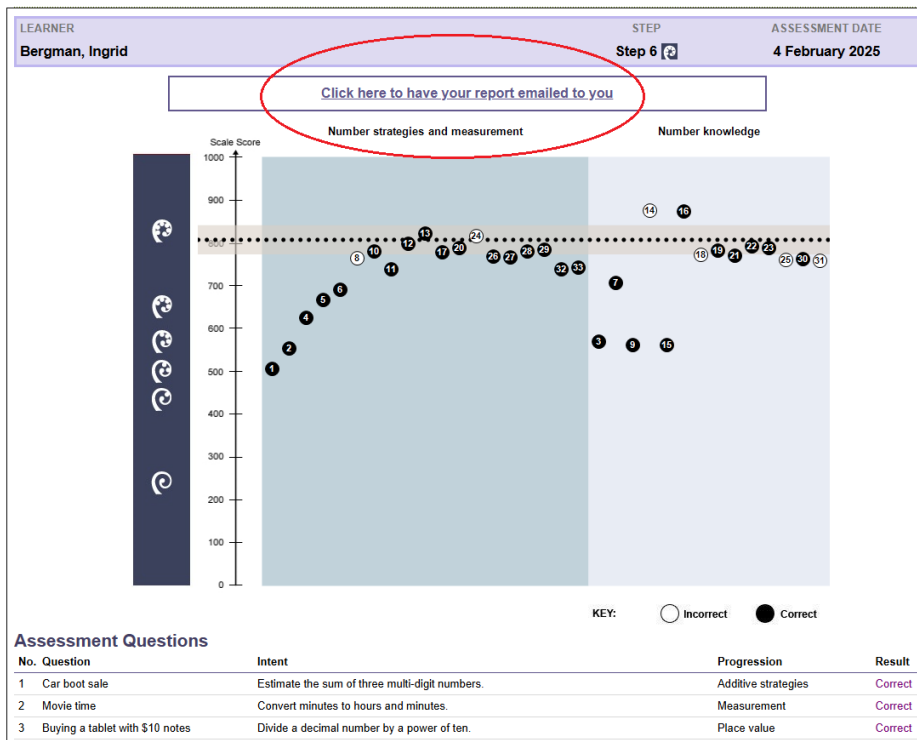 LEARNER STEP ASSESSMENT DATE
Bergman, Ingrid Step 6 4 February 2025
Click here to have your report emailed to you
Number strategies and measurement Number knowledge
Scale Score
1000
900
14 16
13 24
800 12
8 10 17 20 26 27 28 29 18 19 21 22 23 25 30 31
11 32 33
700 6 7
5
4
600
2 3 9 15
500 1
400
300
200
100
0
KEY: Incorrect Correct
Assessment Questions
No. Question Intent Progression Result
1 Car boot sale Estimate the sum of three multi-digit numbers. Additive strategies Correct
2 Movie time Convert minutes to hours and minutes. Measurement Correct
3 Buying a tablet with $10 notes Divide a decimal number by a power of ten. Place value Correct